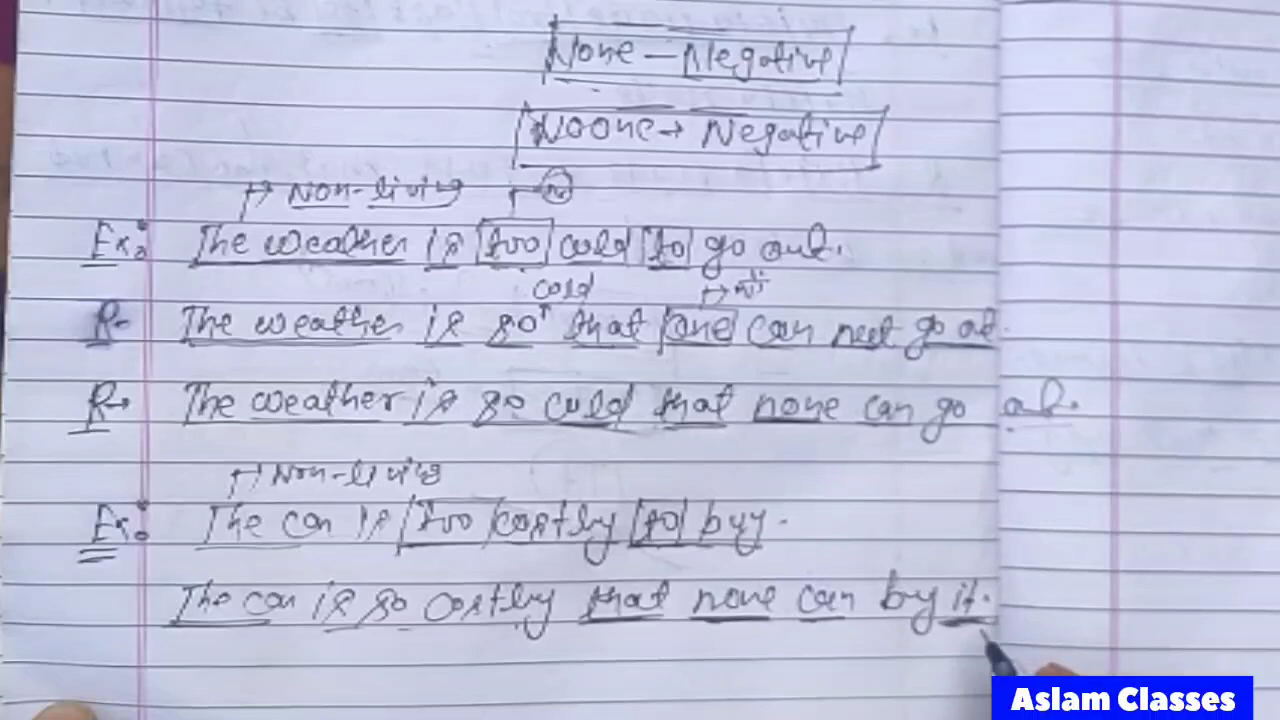 None - Negative
Noone → Negative
Non-living
Ex: The weather is too cold to go out.
cold
R- The weather is so that one can not go out.
R→ The weather is so cold that none can go out.
Non-living
Ex: The car is too costly to buy.
The car is so costly that none can by it.
Aslam Classes